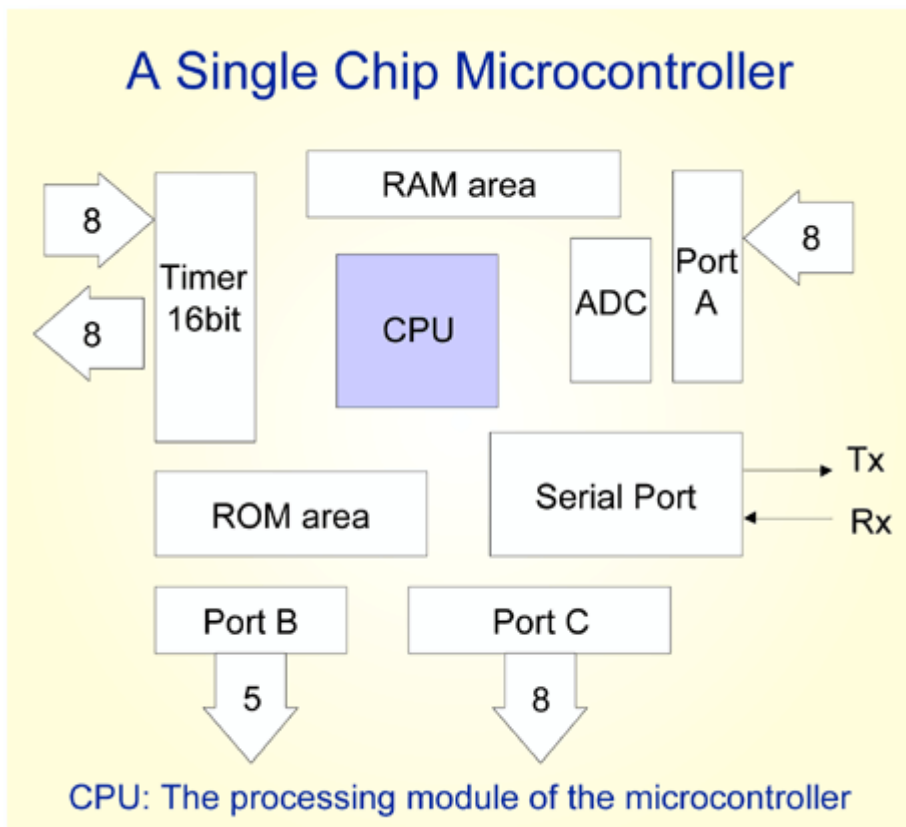 A Single Chip Microcontroller
RAM area
8
8
Timer
16bit
CPU
ADC
Port
A
8
Serial Port
Tx
Rx
ROM area
Port B
Port C
5
8
CPU: The processing module of the microcontroller